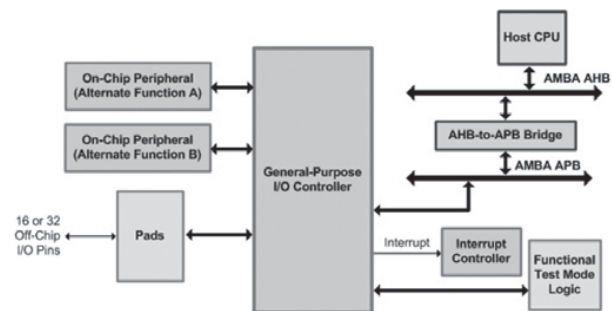 Host CPU
On-Chip Peripheral
(Alternate Function A)
AMBA AHB
On-Chip Peripheral
(Alternate Function B)
AHB-to-APB Bridge
General-Purpose
I/O Controller
AMBA APB
16 or 32
Off-Chip
I/O Pins
Pads
Interrupt
Interrupt
Controller
Functional
Test Mode
Logic